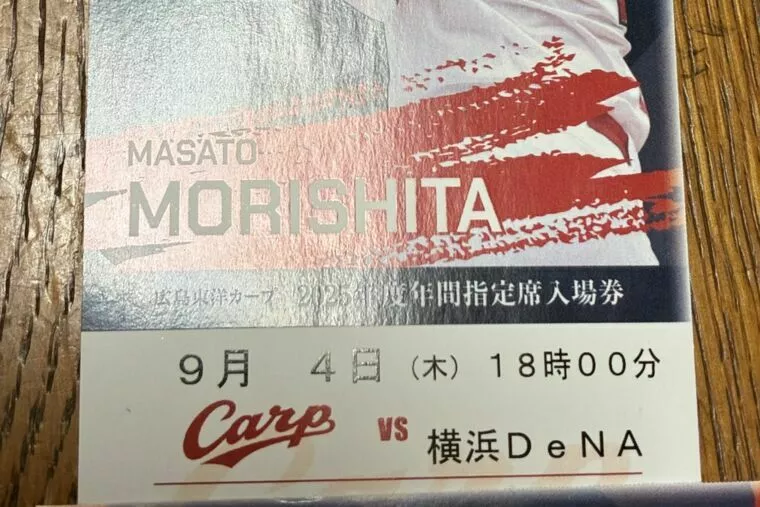 MASATO
MORISHITA
広島東洋カープ 2025年度年間指定席入場券
9月 4日 (木) 18時00分
Carp vs 横浜DeNA